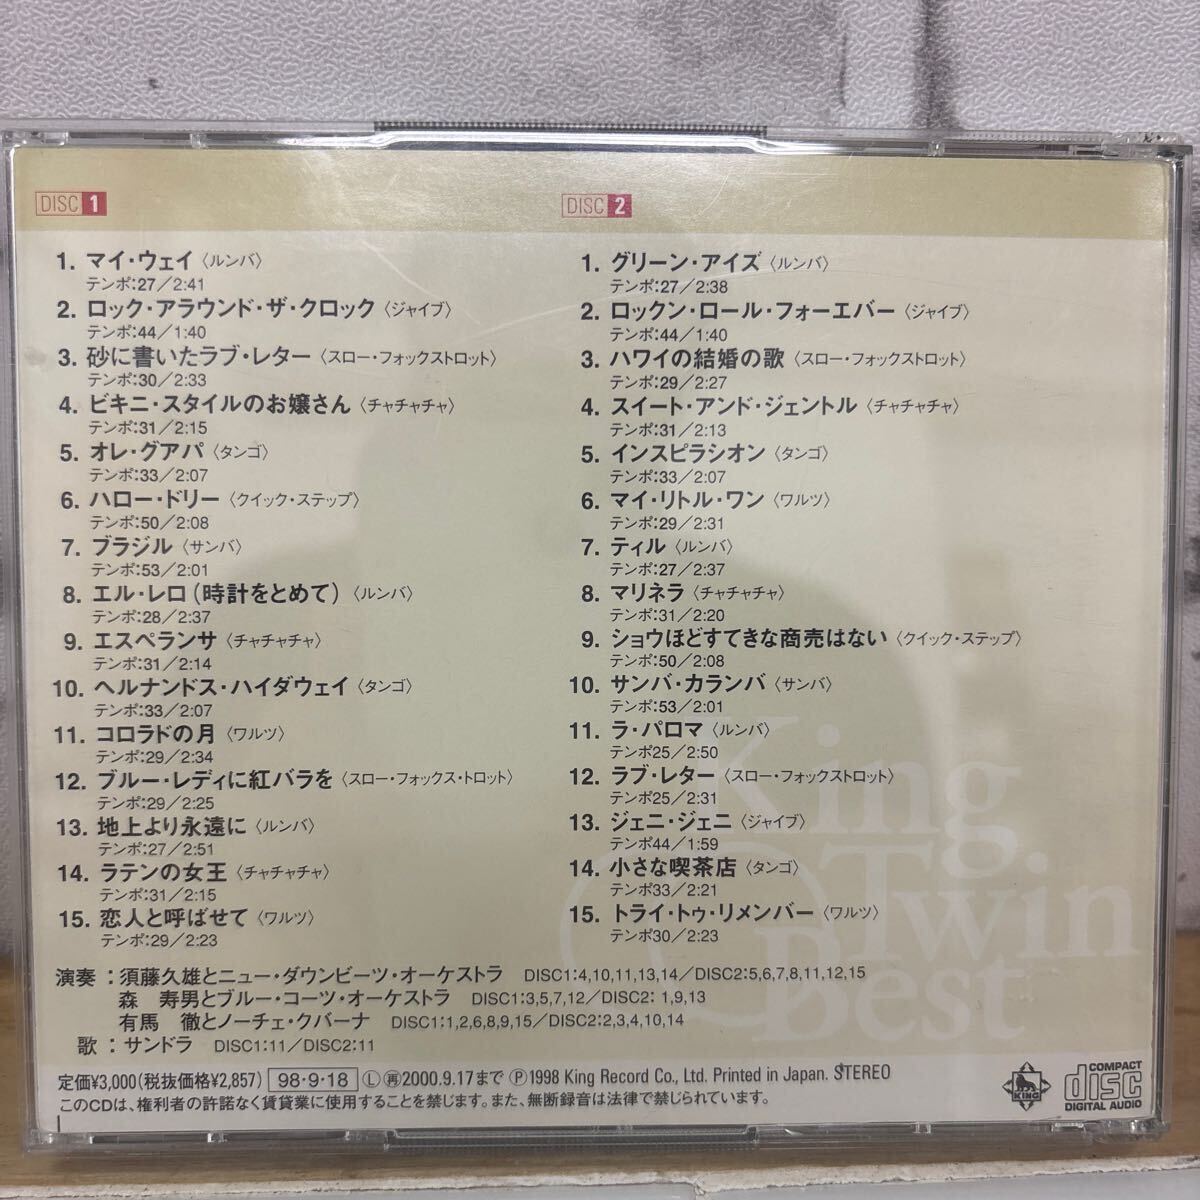 DISC 1
1. マイ・ウェイ〈ルンバ〉
テンポ:27／2:41
2. ロック・アラウンド・ザ・クロック〈ジャイブ〉
テンポ:44／1:40
3. 砂に書いたラブ・レター〈スロー・フォックストロット〉
テンポ:30／2:33
4. ビキニ・スタイルのお嬢さん〈チャチャチャ〉
テンポ:31／2:15
5. オレ・グアパ〈タンゴ〉
テンポ:33／2:07
6. ハロー・ドリー〈クイック・ステップ〉
テンポ:50／2:08
7. ブラジル〈サンバ〉
テンポ:53／2:01
8. エル・レロ(時計をとめて)〈ルンバ〉
テンポ:28／2:37
9. エスペランサ〈チャチャチャ〉
テンポ:31／2:14
10. ヘルナンドス・ハイダウェイ〈タンゴ〉
テンポ:33／2:07
11. コロラドの月〈ワルツ〉
テンポ:29／2:34
12. ブルー・レディに紅バラを〈スロー・フォックス・トロット〉
テンポ:29／2:25
13. 地上より永遠に〈ルンバ〉
テンポ:27／2:51
14. ラテンの女王〈チャチャチャ〉
テンポ:31／2:15
15. 恋人と呼ばせて〈ワルツ〉
テンポ:29／2:23
DISC 2
1. グリーン・アイズ〈ルンバ〉
テンポ:27／2:38
2. ロックン・ロール・フォーエバー〈ジャイブ〉
テンポ:44／1:40
3. ハワイの結婚の歌〈スロー・フォックストロット〉
テンポ:29／2:27
4. スイート・アンド・ジェントル〈チャチャチャ〉
テンポ:31／2:13
5. インスピラシオン〈タンゴ〉
テンポ:33／2:07
6. マイ・リトル・ワン〈ワルツ〉
テンポ:29／2:31
7. ティル〈ルンバ〉
テンポ:27／2:37
8. マリネラ〈チャチャチャ〉
テンポ:31／2:20
9. ショウほどすてきな商売はない〈クイック・ステップ〉
テンポ:50／2:08
10. サンバ・カランバ〈サンバ〉
テンポ:53／2:01
11. ラ・パロマ〈ルンバ〉
テンポ25／2:50
12. ラブ・レター〈スロー・フォックストロット〉
テンポ25／2:31
13. ジェニ・ジェニ〈ジャイブ〉
テンポ44／1:59
14. 小さな喫茶店〈タンゴ〉
テンポ33／2:21
15. トライ・トゥ・リメンバー〈ワルツ〉
テンポ30／2:23
King
Twin
Best
演奏：須藤久雄とニュー・ダウンビーツ・オーケストラ DISC1:4,10,11,13,14／DISC2:5,6,7,8,11,12,15
森 寿男とブルー・コーツ・オーケストラ DISC1:3,5,7,12／DISC2: 1,9,13
有馬 徹とノーチェ・クバーナ DISC1:1,2,6,8,9,15／DISC2:2,3,4,10,14
歌：サンドラ DISC1:11／DISC2:11
定価¥3,000(税抜価格¥2,857) 98・9・18 Ⓛ㊢2000.9.17まで Ⓟ1998 King Record Co., Ltd. Printed in Japan. STEREO
このCDは、権利者の許諾なく賃貸業に使用することを禁じます。また、無断録音は法律で禁じられています。
KING
COMPACT
disc
DIGITAL AUDIO